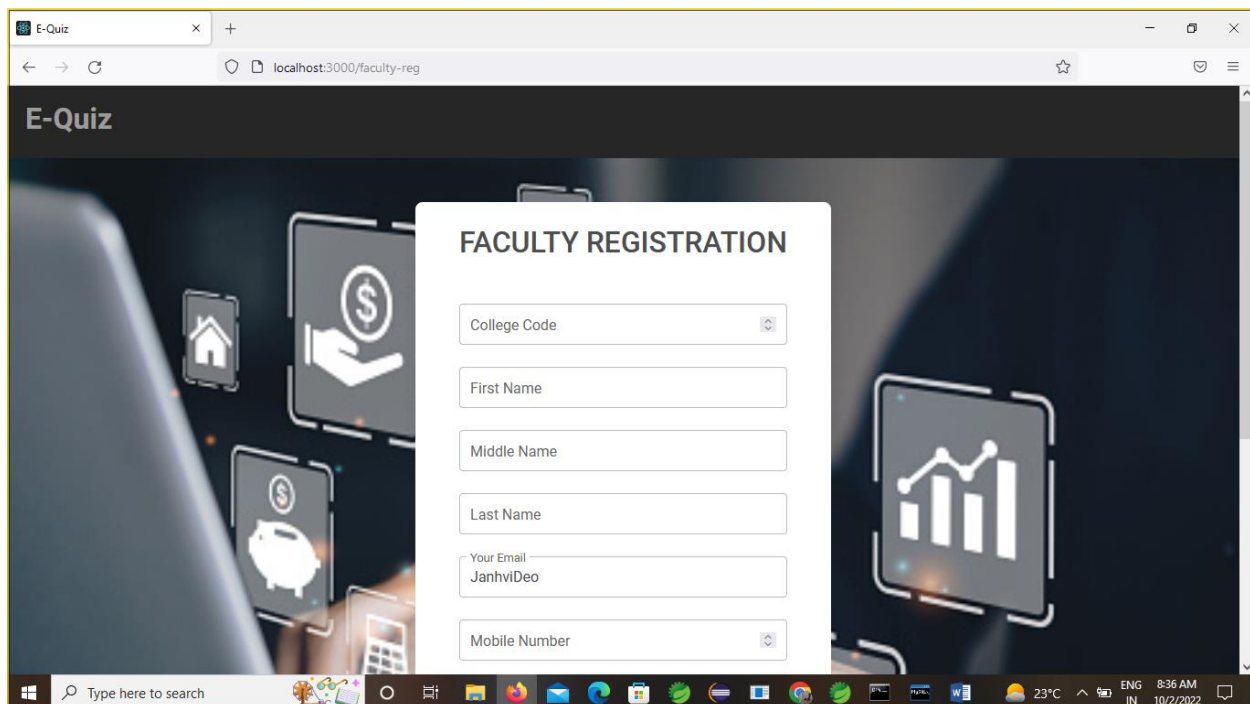 E-Quiz
localhost:3000/faculty-reg
E-Quiz
FACULTY REGISTRATION
College Code
First Name
Middle Name
Last Name
Your Email
JanhviDeo
Mobile Number
Type here to search
23°C
ENG
IN
8:36 AM
10/2/2022